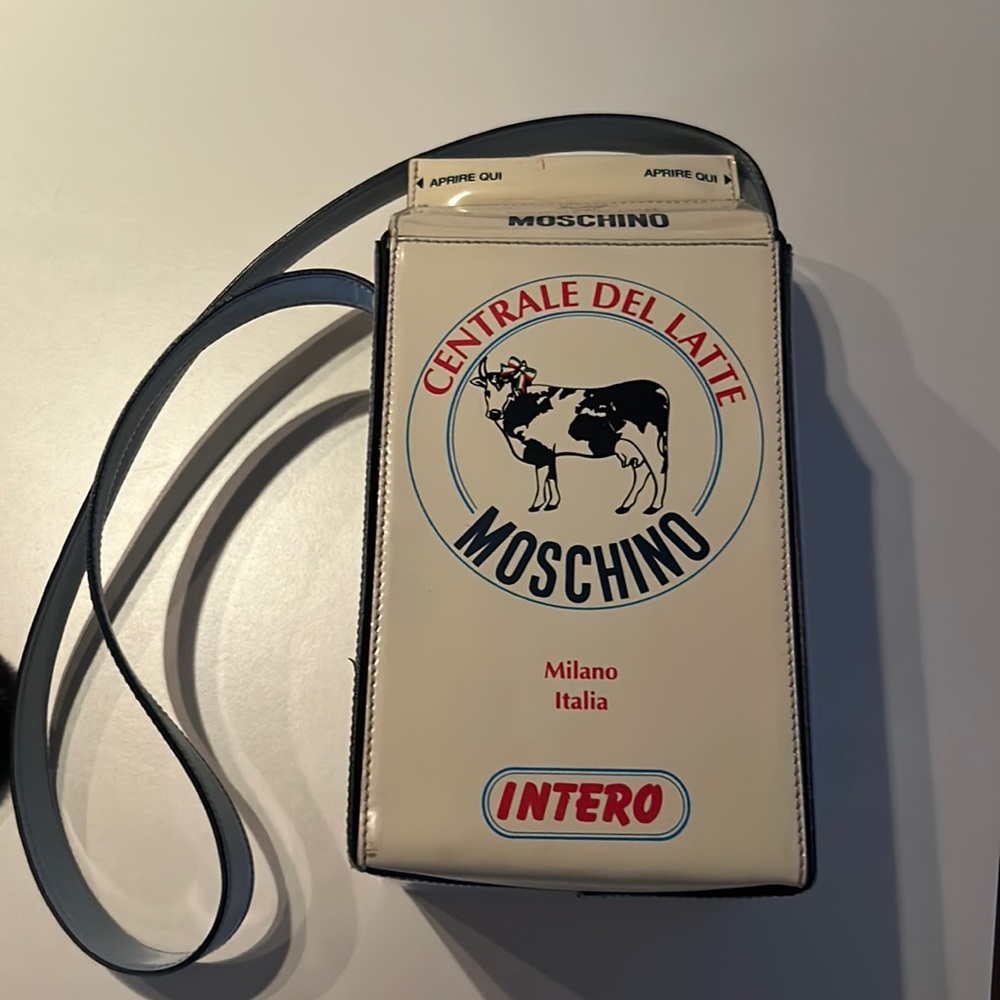 APRIRE QUI APRIRE QUI
MOSCHINO
CENTRALE DEL LATTE
MOSCHINO
Milano
Italia
INTERO